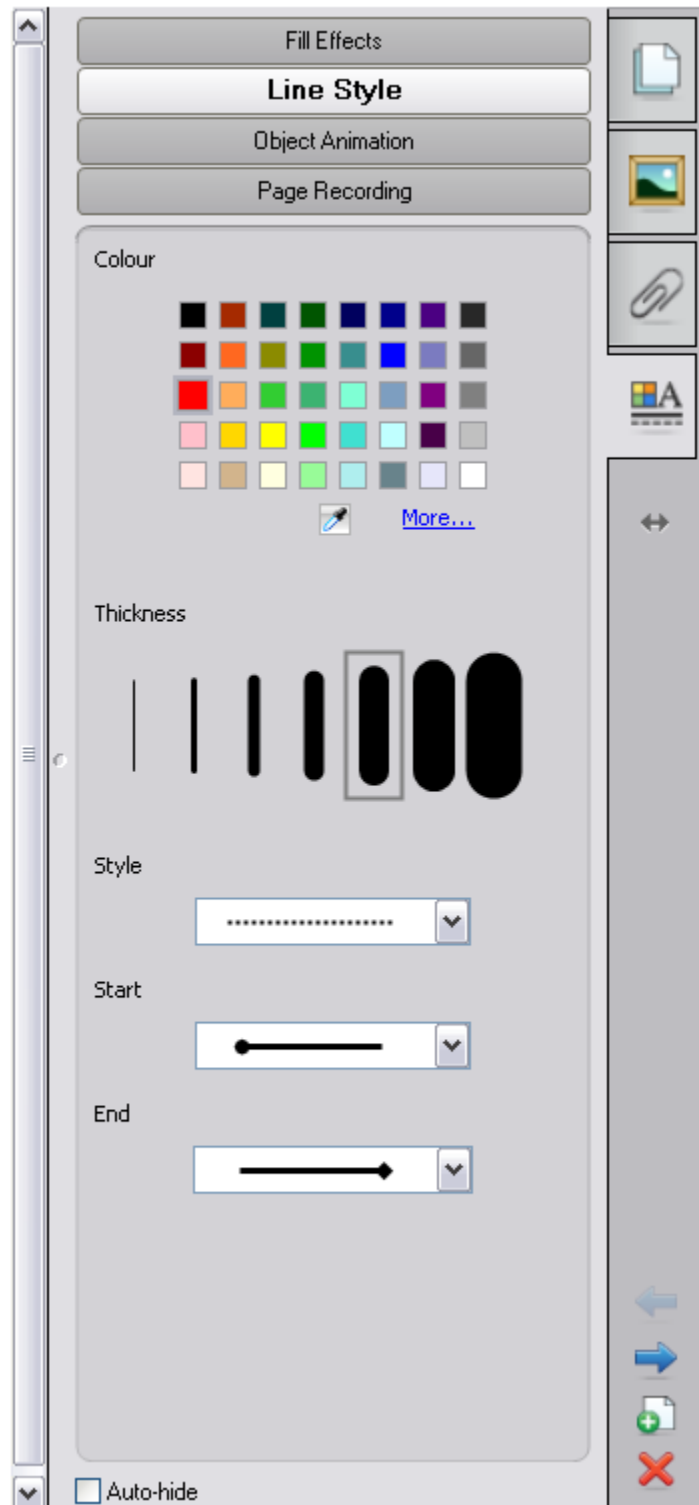 Fill Effects
Line Style
Object Animation
Page Recording
Colour
More...
Thickness
Style
Start
End
Auto-hide